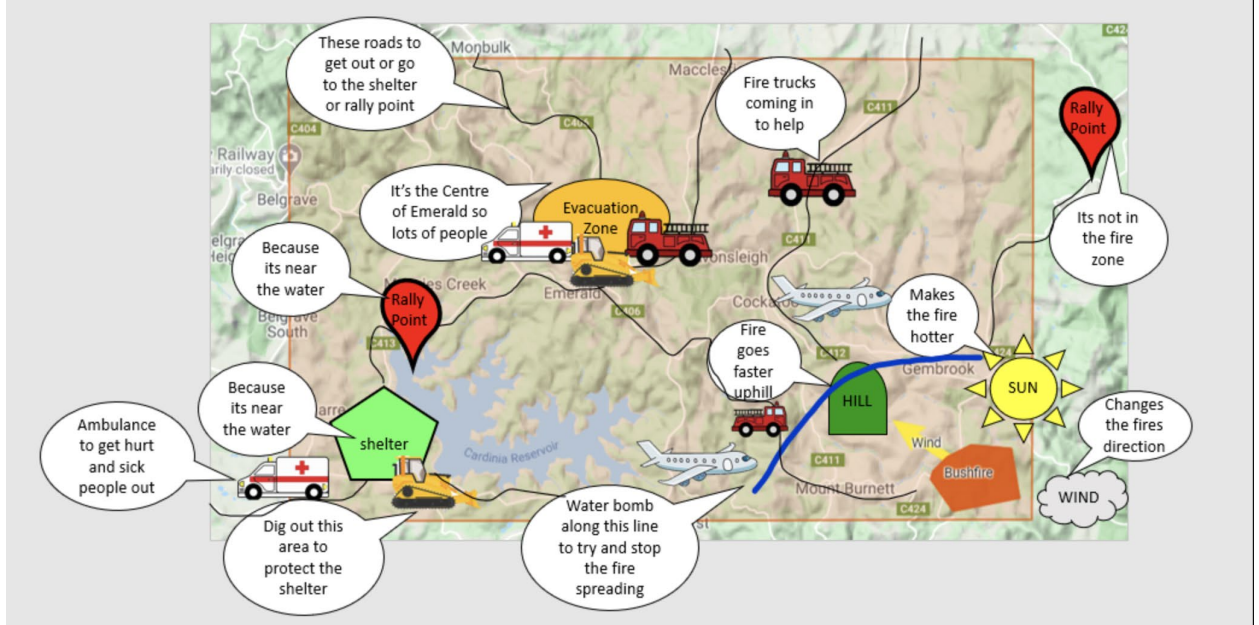 These roads to
get out or go
to the shelter
or rally point
Monbulk
C424
C404
C406
C411
Fire trucks
coming in
to help
Rally
Point
Railway
arily closed
Belgrave
It's the Centre
of Emerald so
lots of people
Evacuation
Zone
Its not in
the fire
zone
C411
Because
its near
the water
Rally
Point
Creek
Emerald
C406
Makes
the fire
hotter
Belgrave
South
C413
Fire
goes
faster
uphill
C412
Gembrook
SUN
HILL
Because
its near
the water
shelter
Changes
the fires
direction
Ambulance
to get hurt
and sick
people out
Cardinia Reservoir
Wind
Bushfire
C411
Mount Burnett
C424
WIND
Dig out this
area to
protect the
shelter
Water bomb
along this line
to try and stop
the fire
spreading